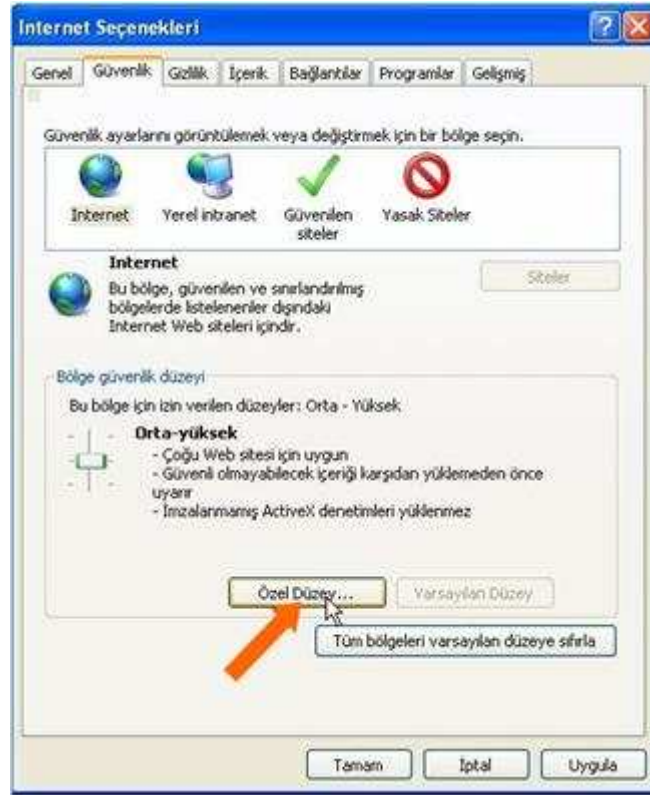 Internet Seçenekleri
Genel Güvenlik Gizlilik İçerik Bağlantılar Programlar Gelişmiş
Güvenlik ayarlarını görüntülemek veya değiştirmek için bir bölge seçin.
Internet Yerel intranet Güvenilen siteler Yasak Siteler
Internet
Siteler
Bu bölge, güvenilen ve sınırlandırılmış
bölgelerde listelenenler dışındaki
Internet Web siteleri içindir.
Bölge güvenlik düzeyi
Bu bölge için izin verilen düzeyler: Orta - Yüksek
Orta-yüksek
- Çoğu Web sitesi için uygun
- Güvenli olmayabilecek içeriği karşıdan yüklemeden önce
uyarır
- İmzalanmamış ActiveX denetimleri yüklenmez
Özel Düzey... Varsayılan Düzey
Tüm bölgeleri varsayılan düzeye sıfırla
Tamam İptal Uygula